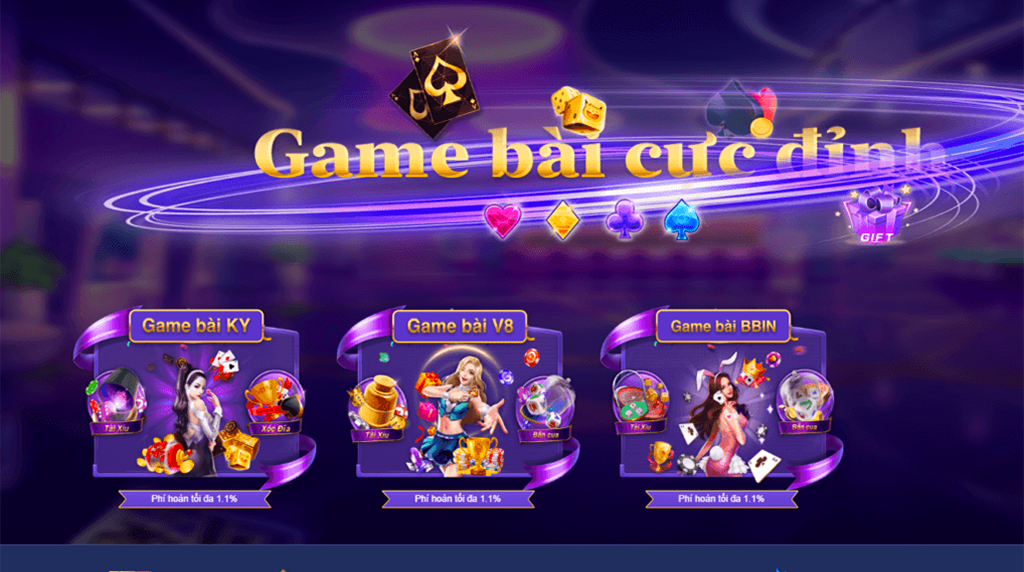 Game bài cực đỉnh
GIFT
Game bài KY
Tài Xỉu
Xóc Đĩa
Phí hoàn tối đa 1.1%
Game bài V8
Tài Xỉu
Bắn cua
Phí hoàn tối đa 1.1%
Game bài BBIN
Tài Xỉu
Bắn cua
Phí hoàn tối đa 1.1%